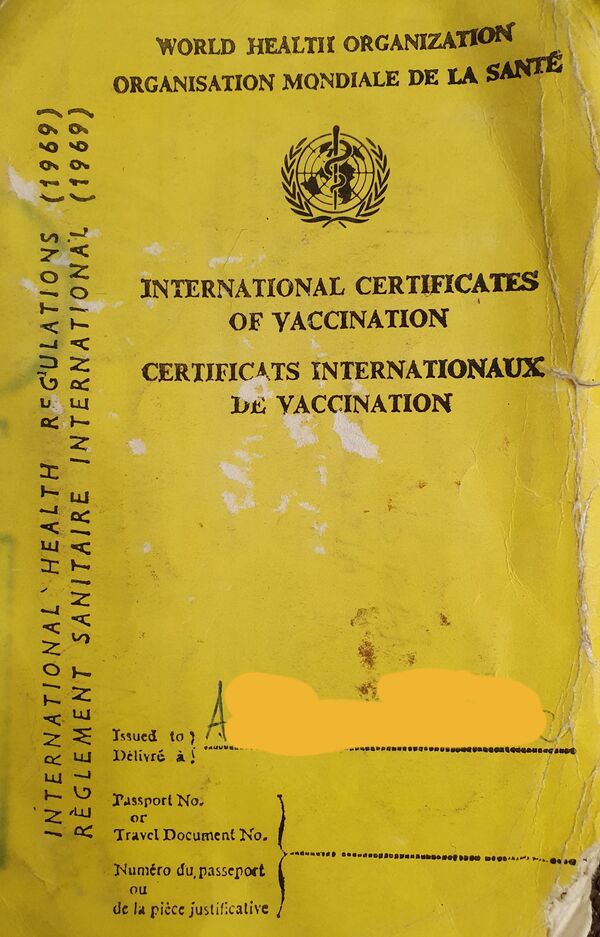 WORLD HEALTH ORGANIZATION
ORGANISATION MONDIALE DE LA SANTÉ
INTERNATIONAL HEALTH REGULATIONS (1969)
RÈGLEMENT SANITAIRE INTERNATIONAL (1969)
INTERNATIONAL CERTIFICATES
OF VACCINATION
CERTIFICATS INTERNATIONAUX
DE VACCINATION
Issued to A
Délivré à
Passport No.
or
Travel Document No.
Numéro du passeport
ou
de la pièce justificative